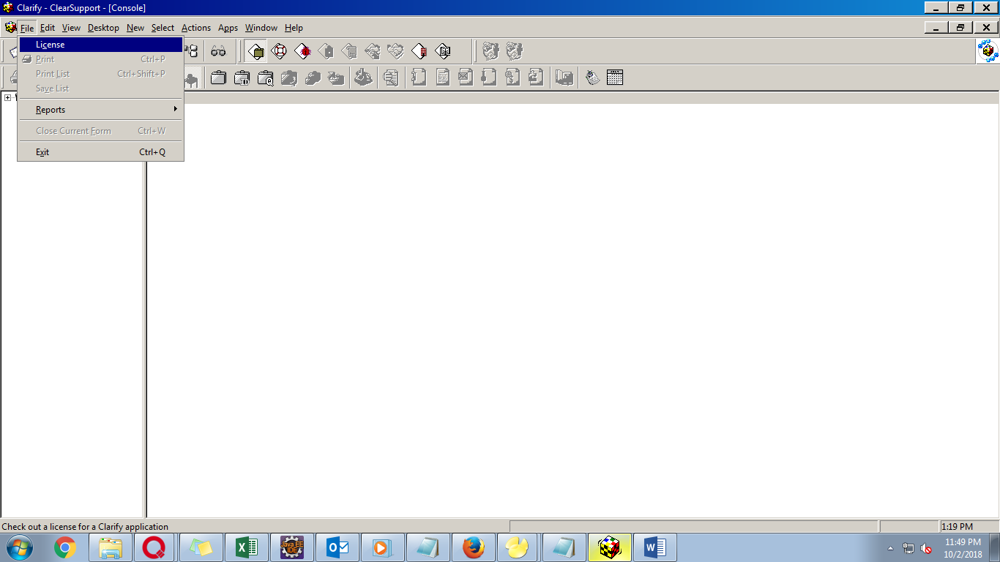 Clarify - ClearSupport - [Console]
File Edit View Desktop New Select Actions Apps Window Help
License
Print Ctrl+P
Print List Ctrl+Shift+P
Save List
Reports
Close Current Form Ctrl+W
Exit Ctrl+Q
Check out a license for a Clarify application
1:19 PM
Java EE
IDE
11:49 PM
10/2/2018